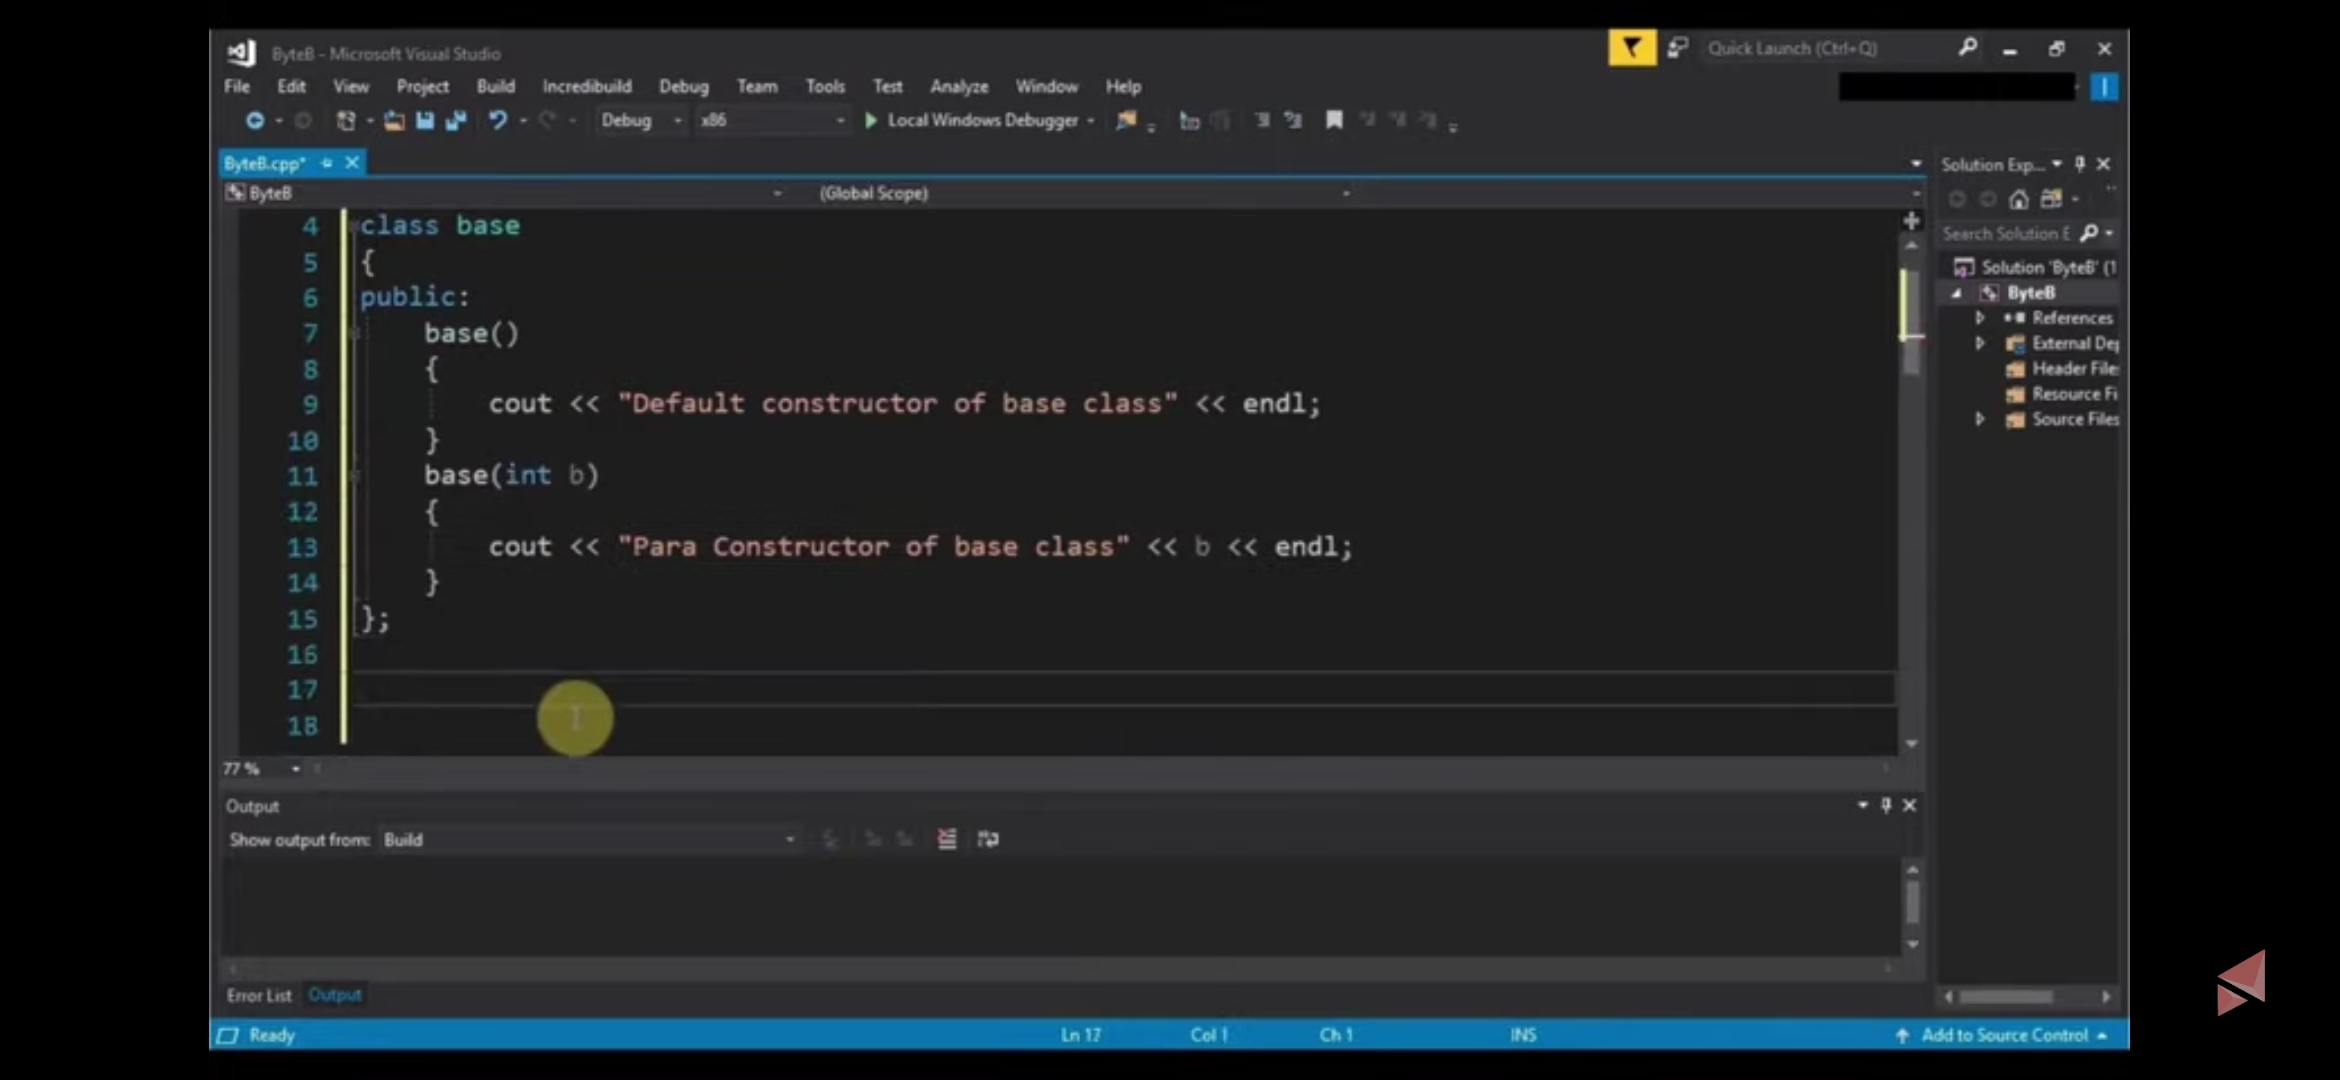 ByteB - Microsoft Visual Studio
Quick Launch (Ctrl+Q)
File Edit View Project Build Incredibuild Debug Team Tools Test Analyze Window Help
Debug x86 Local Windows Debugger
ByteB.cpp*
ByteB (Global Scope)
4 class base
5 {
6 public:
7 base()
8 {
9 cout << "Default constructor of base class" << endl;
10 }
11 base(int b)
12 {
13 cout << "Para Constructor of base class" << b << endl;
14 }
15 };
16
17
18
77 %
Output
Show output from: Build
Error List Output
Ready Ln 17 Col 1 Ch 1 INS Add to Source Control
Solution Exp...
Search Solution E
Solution 'ByteB' (1
ByteB
References
External Dep
Header File
Resource Fi
Source Files